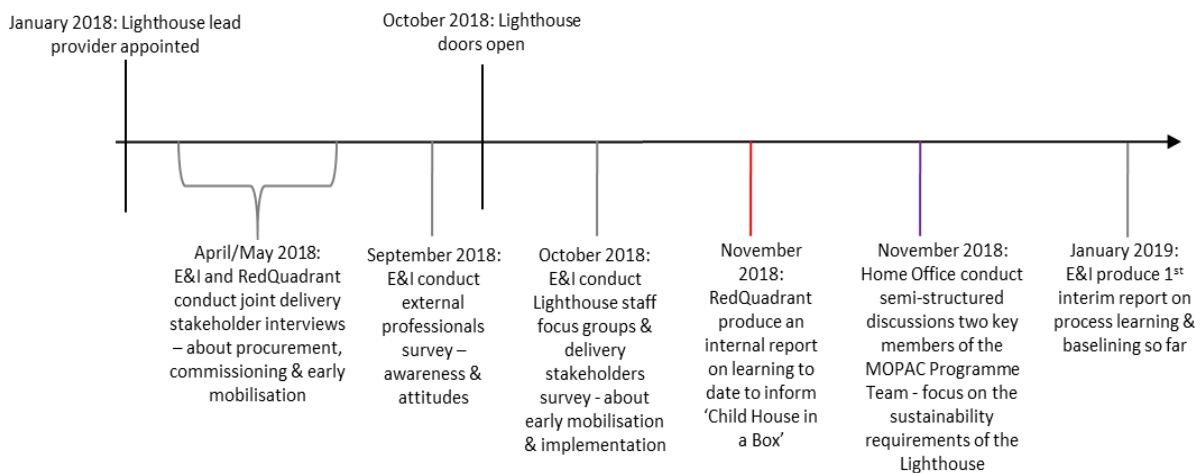 January 2018: Lighthouse lead
provider appointed
October 2018: Lighthouse
doors open
April/May 2018:
E&I and RedQuadrant
conduct joint delivery
stakeholder interviews
– about procurement,
commissioning & early
mobilisation
September 2018:
E&I conduct
external
professionals
survey –
awareness &
attitudes
October 2018:
E&I conduct
Lighthouse staff
focus groups &
delivery
stakeholders
survey - about
early mobilisation
& implementation
November
2018:
RedQuadrant
produce an
internal report
on learning to
date to inform
‘Child House in
a Box’
November 2018:
Home Office conduct
semi-structured
discussions two key
members of the
MOPAC Programme
Team - focus on the
sustainability
requirements of the
Lighthouse
January 2019:
E&I produce 1st
interim report on
process learning &
baselining so far